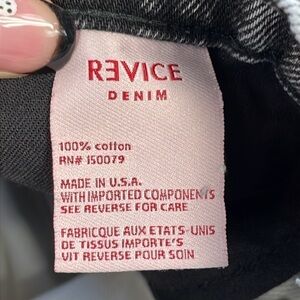 REVICE
DENIM
100% cotton
RN# 150079
MADE IN U.S.A.
WITH IMPORTED COMPONENTS
SEE REVERSE FOR CARE
FABRICQUE AUX ETATS-UNIS
DE TISSUS IMPORTE'S
VIT REVERSE POUR SOIN